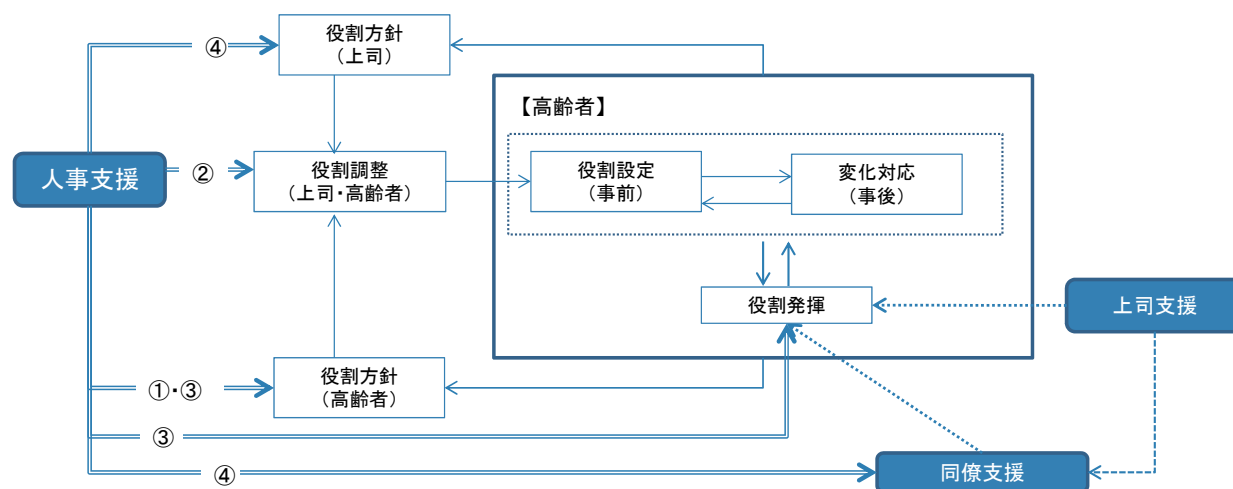 ④
役割方針
（上司）
【高齢者】
人事支援
②
役割調整
（上司・高齢者）
役割設定
（事前）
変化対応
（事後）
役割発揮
上司支援
①・③
役割方針
（高齢者）
③
④
同僚支援